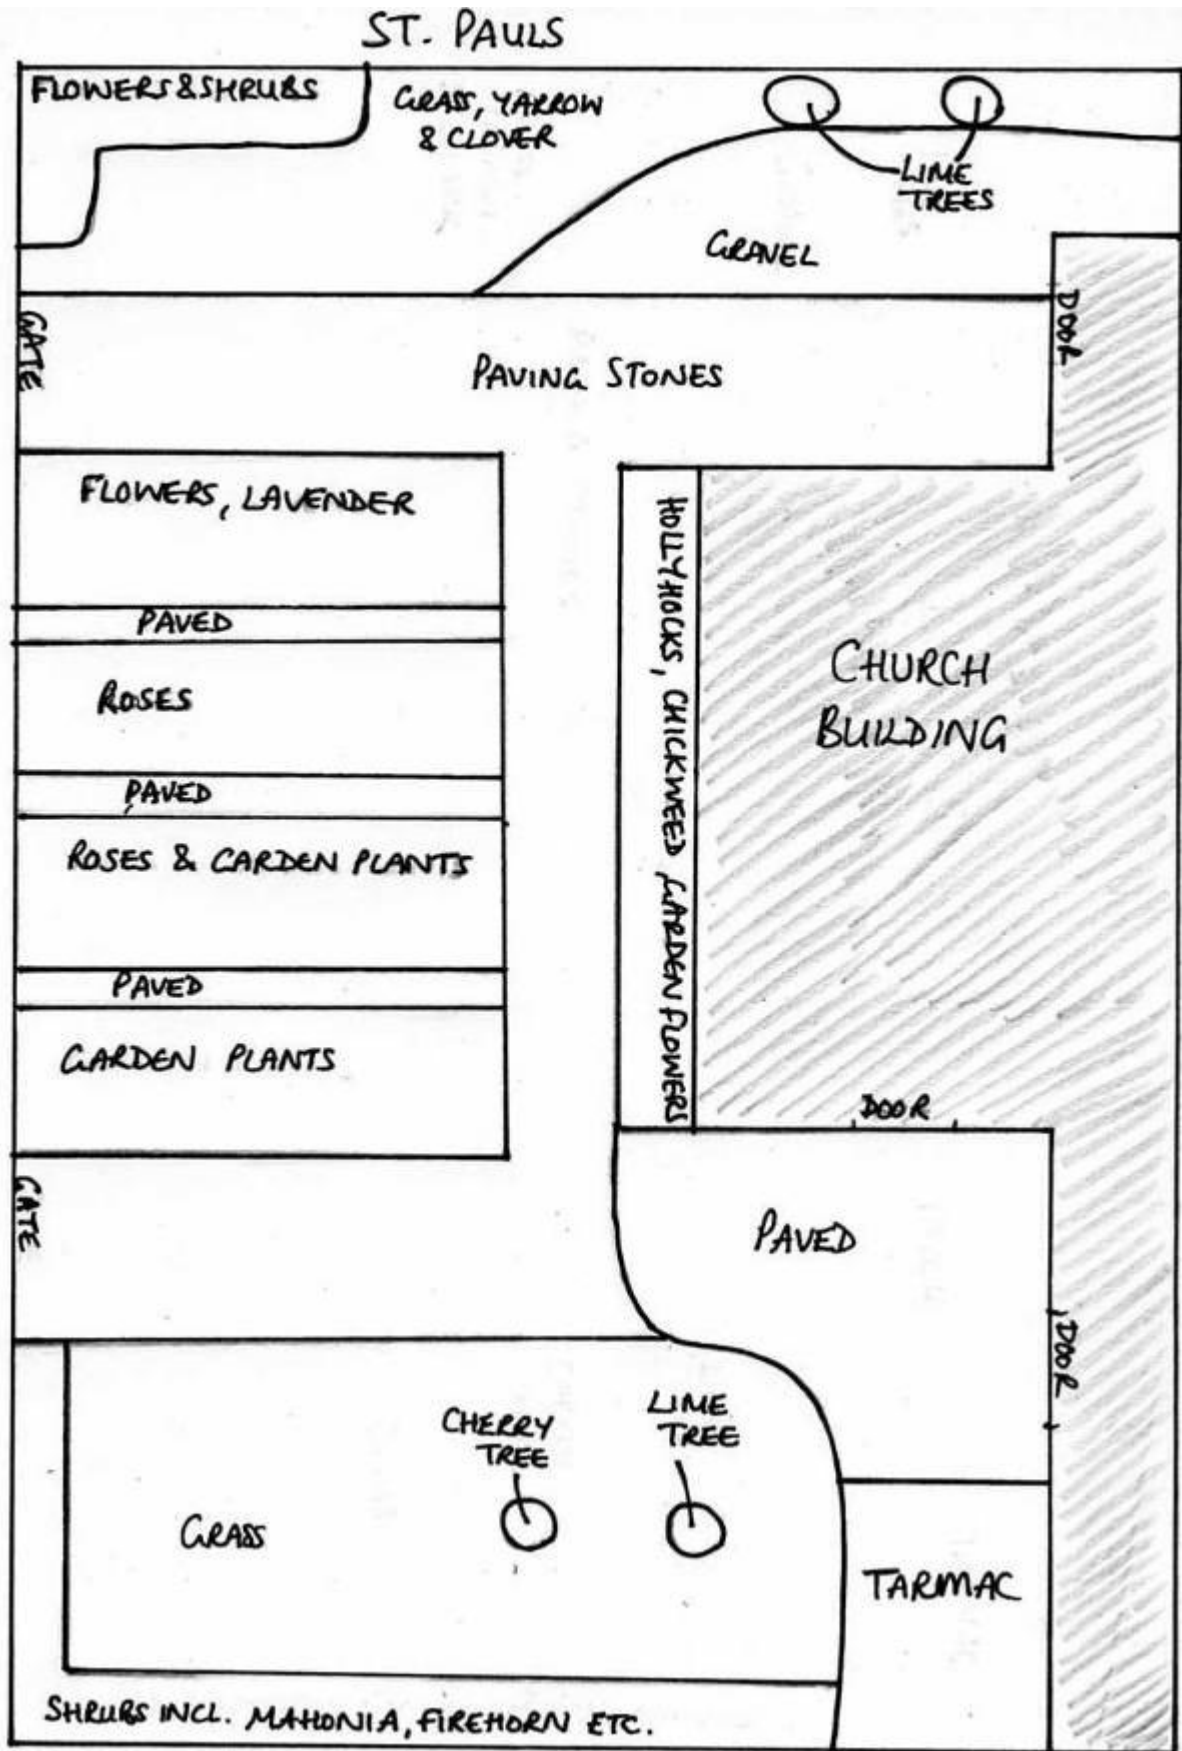 ST. PAULS
FLOWERS & SHRUBS
GRASS, YARROW
& CLOVER
LIME
TREES
GRAVEL
GATE
DOOR
PAVING STONES
FLOWERS, LAVENDER
PAVED
ROSES
PAVED
ROSES & GARDEN PLANTS
PAVED
GARDEN PLANTS
HOLLYHOCKS, CHICKWEED, GARDEN FLOWERS
CHURCH
BUILDING
DOOR
GATE
PAVED
DOOR
CHERRY
TREE
LIME
TREE
GRASS
TARMAC
SHRUBS INCL. MAHONIA, FIREHORN ETC.